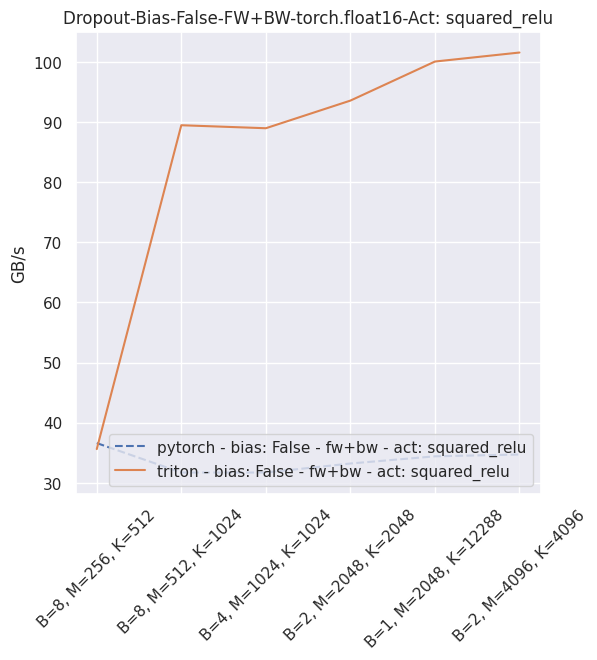 Dropout-Bias-False-FW+BW-torch.float16-Act: squared_relu
GB/s
100
90
80
70
60
50
40
30
pytorch - bias: False - fw+bw - act: squared_relu
triton - bias: False - fw+bw - act: squared_relu
B=8, M=256, K=512
B=8, M=512, K=1024
B=4, M=1024, K=1024
B=2, M=2048, K=2048
B=1, M=2048, K=12288
B=2, M=4096, K=4096